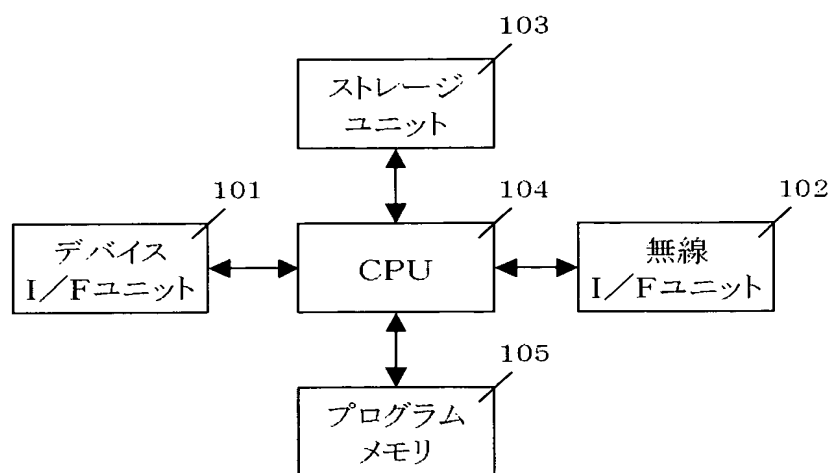 103
ストレージ
ユニット
101
104
102
デバイス
I/Fユニット
CPU
無線
I/Fユニット
105
プログラム
メモリ